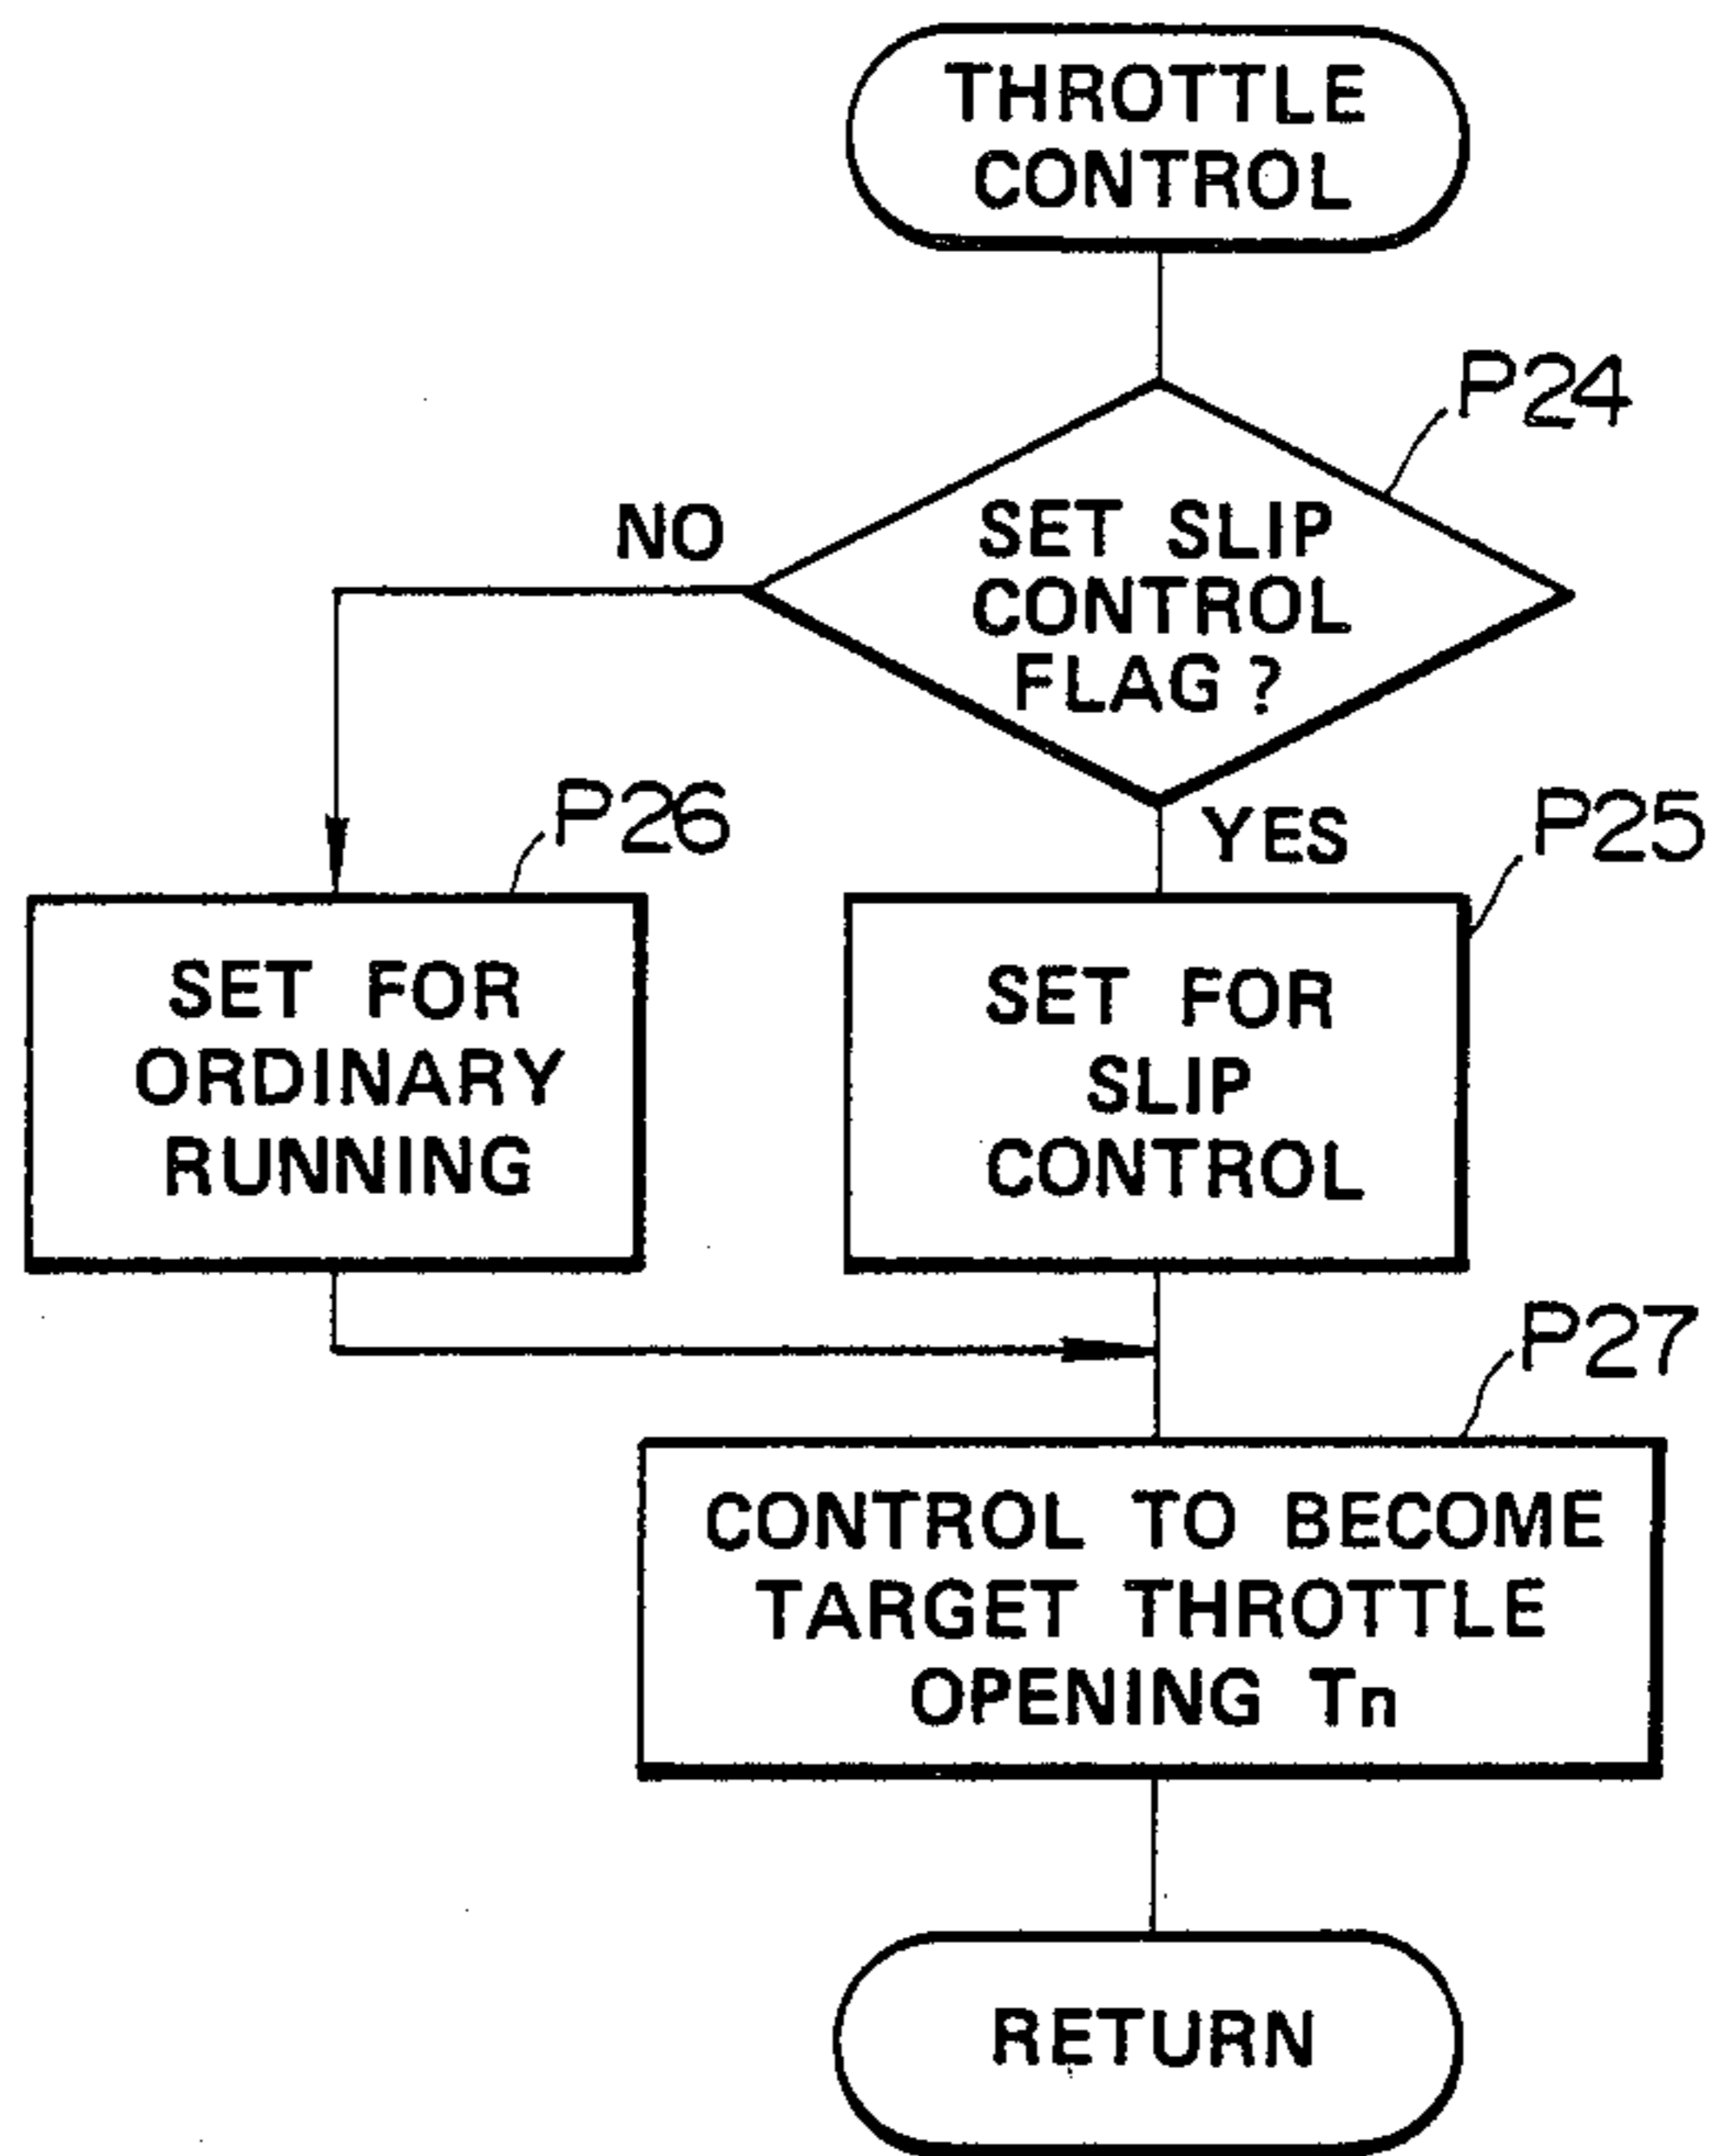 THROTTLE
CONTROL
P24
SET SLIP
CONTROL
FLAG?
NO
YES
P26
P25
SET FOR
ORDINARY
RUNNING
SET FOR
SLIP
CONTROL
P27
CONTROL TO BECOME
TARGET THROTTLE
OPENING Tn
RETURN